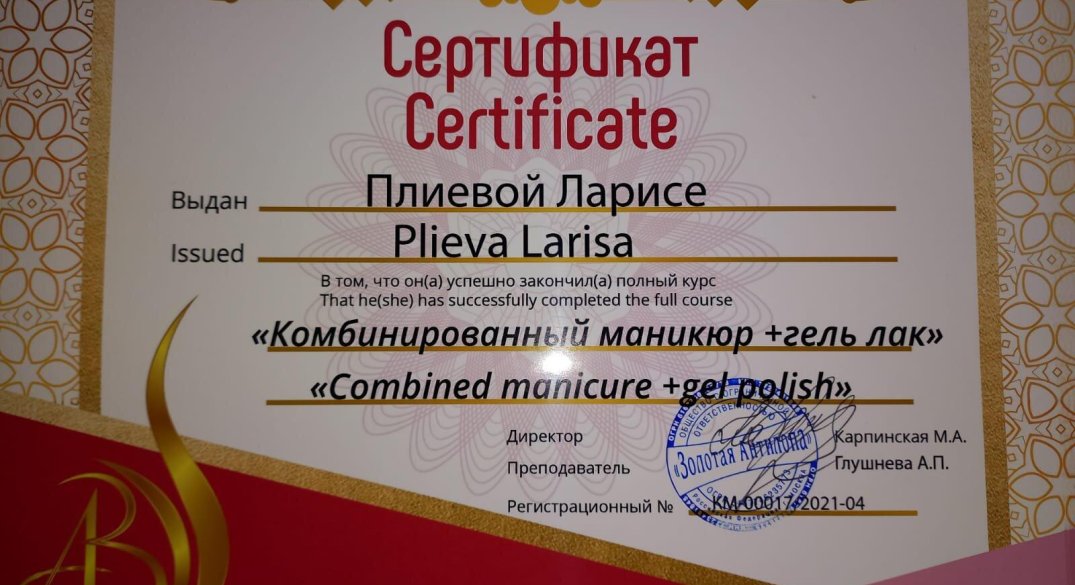 Сертификат
Certificate
Выдан Плиевой Ларисе
Issued Plieva Larisa
В том, что он(а) успешно закончил(а) полный курс
That he(she) has successfully completed the full course
«Комбинированный маникюр +гель лак»
«Combined manicure +gel polish»
Директор Карпинская М.А.
Преподаватель Глушнева А.П.
Регистрационный № -2021-04
«Золотая Антилопа»
ОТВЕТСТВЕННОСТЬЮ